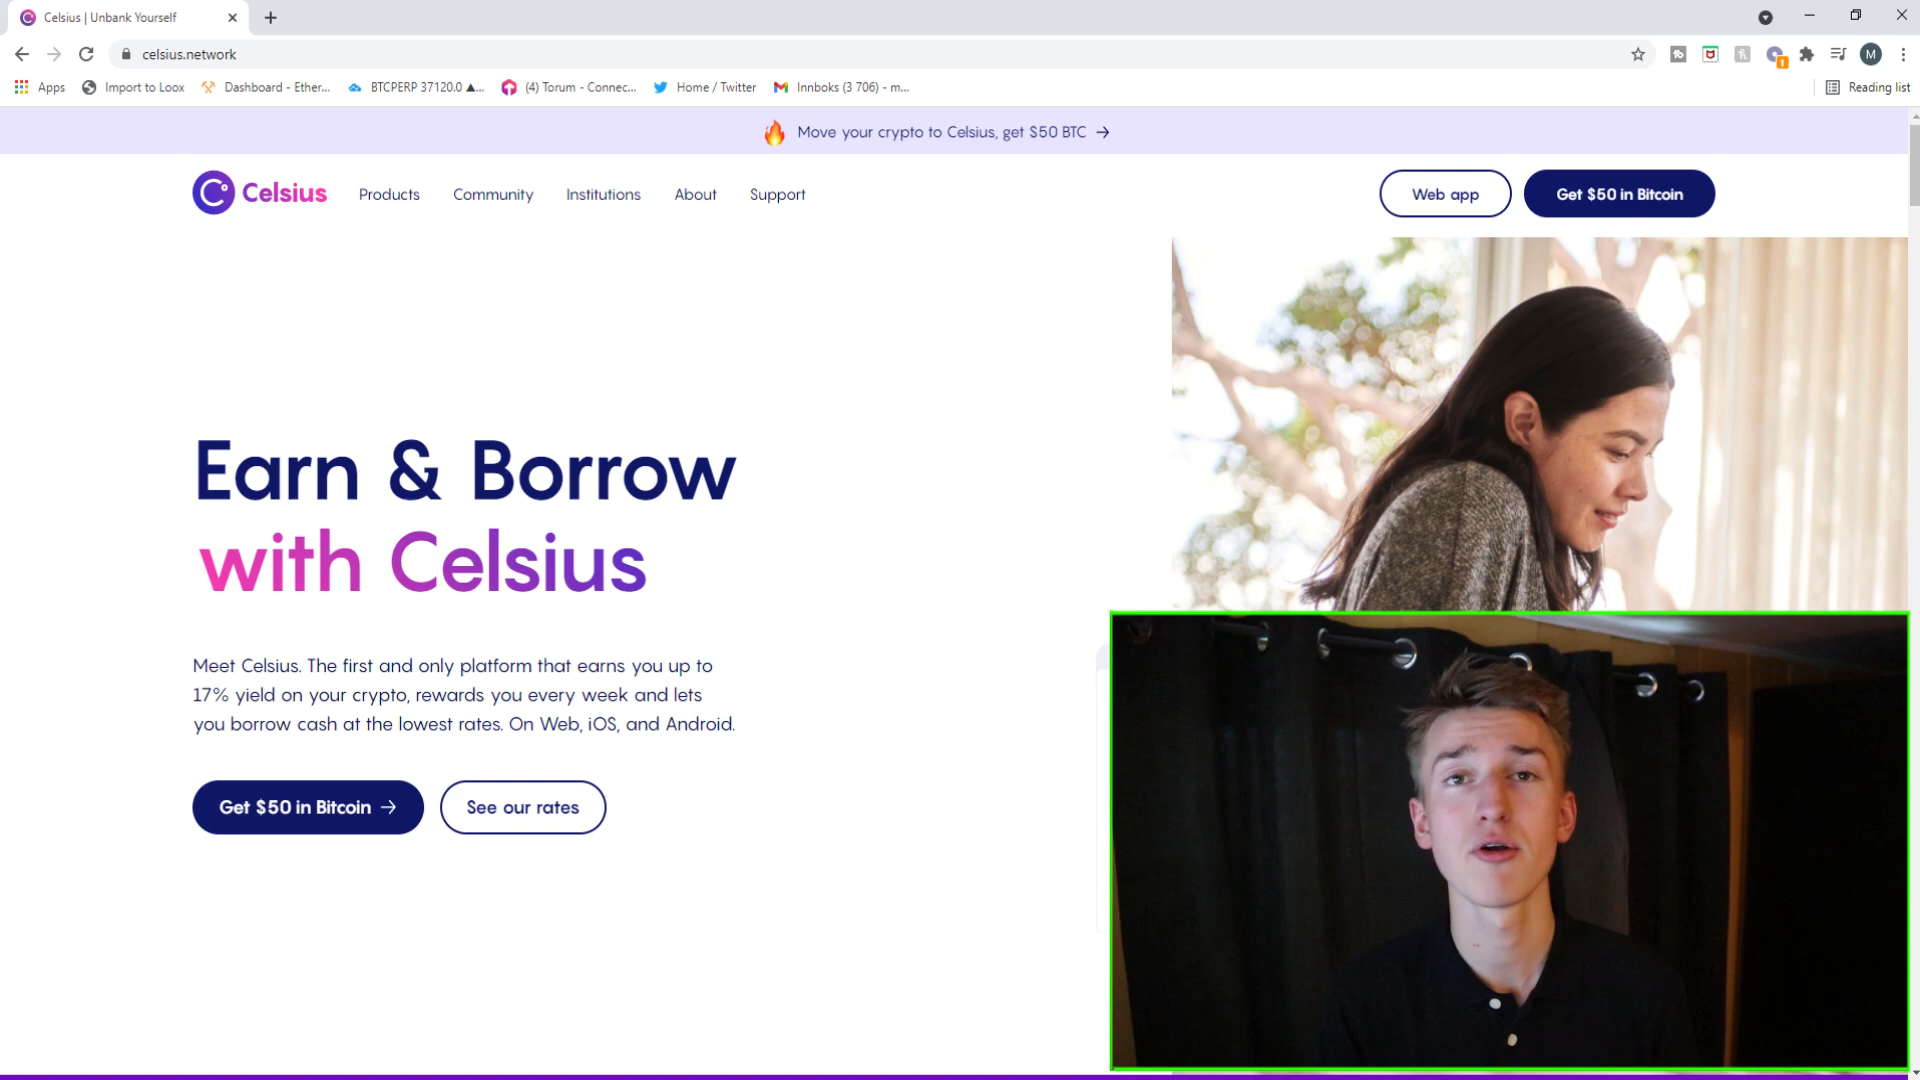 Celsius | Unbank Yourself
celsius.network
M
Apps
Import to Loox
Dashboard - Ether...
BTCPERP 37120.0 ▲...
(4) Torum - Connec...
Home / Twitter
Innboks (3 706) - m...
Reading list
Move your crypto to Celsius, get $50 BTC →
Celsius
Products
Community
Institutions
About
Support
Web app
Get $50 in Bitcoin
Earn & Borrow
with Celsius
Meet Celsius. The first and only platform that earns you up to
17% yield on your crypto, rewards you every week and lets
you borrow cash at the lowest rates. On Web, iOS, and Android.
Get $50 in Bitcoin →
See our rates